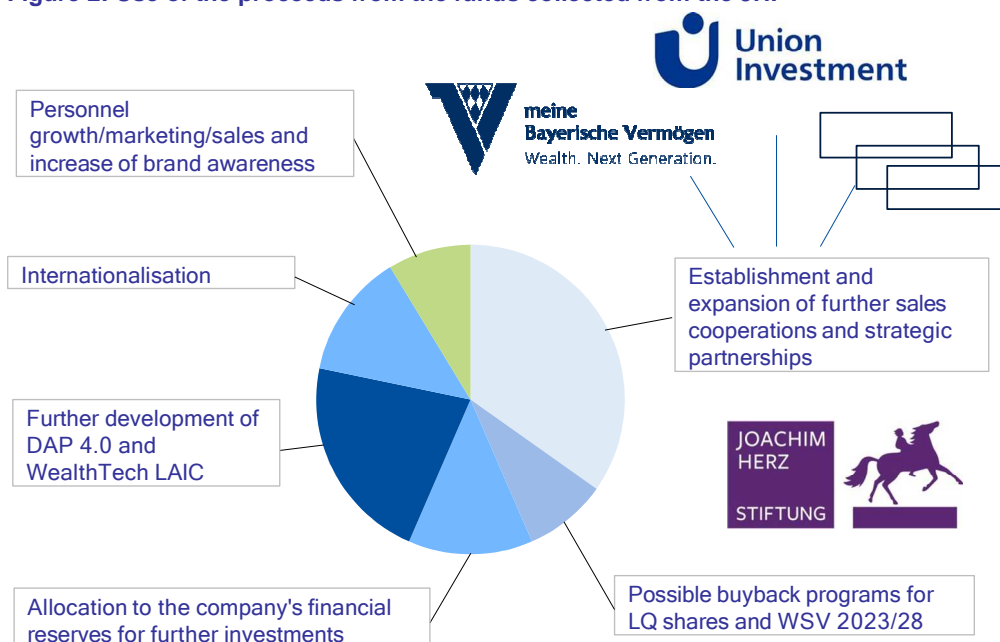 Union
Investment
meine
Bayerische Vermögen
Wealth. Next Generation.
Personnel
growth/marketing/sales and
increase of brand awareness
Internationalisation
Establishment and
expansion of further sales
cooperations and strategic
partnerships
Further development of
DAP 4.0 and
WealthTech LAIC
JOACHIM
HERZ
STIFTUNG
Allocation to the company's financial
reserves for further investments
Possible buyback programs for
LQ shares and WSV 2023/28